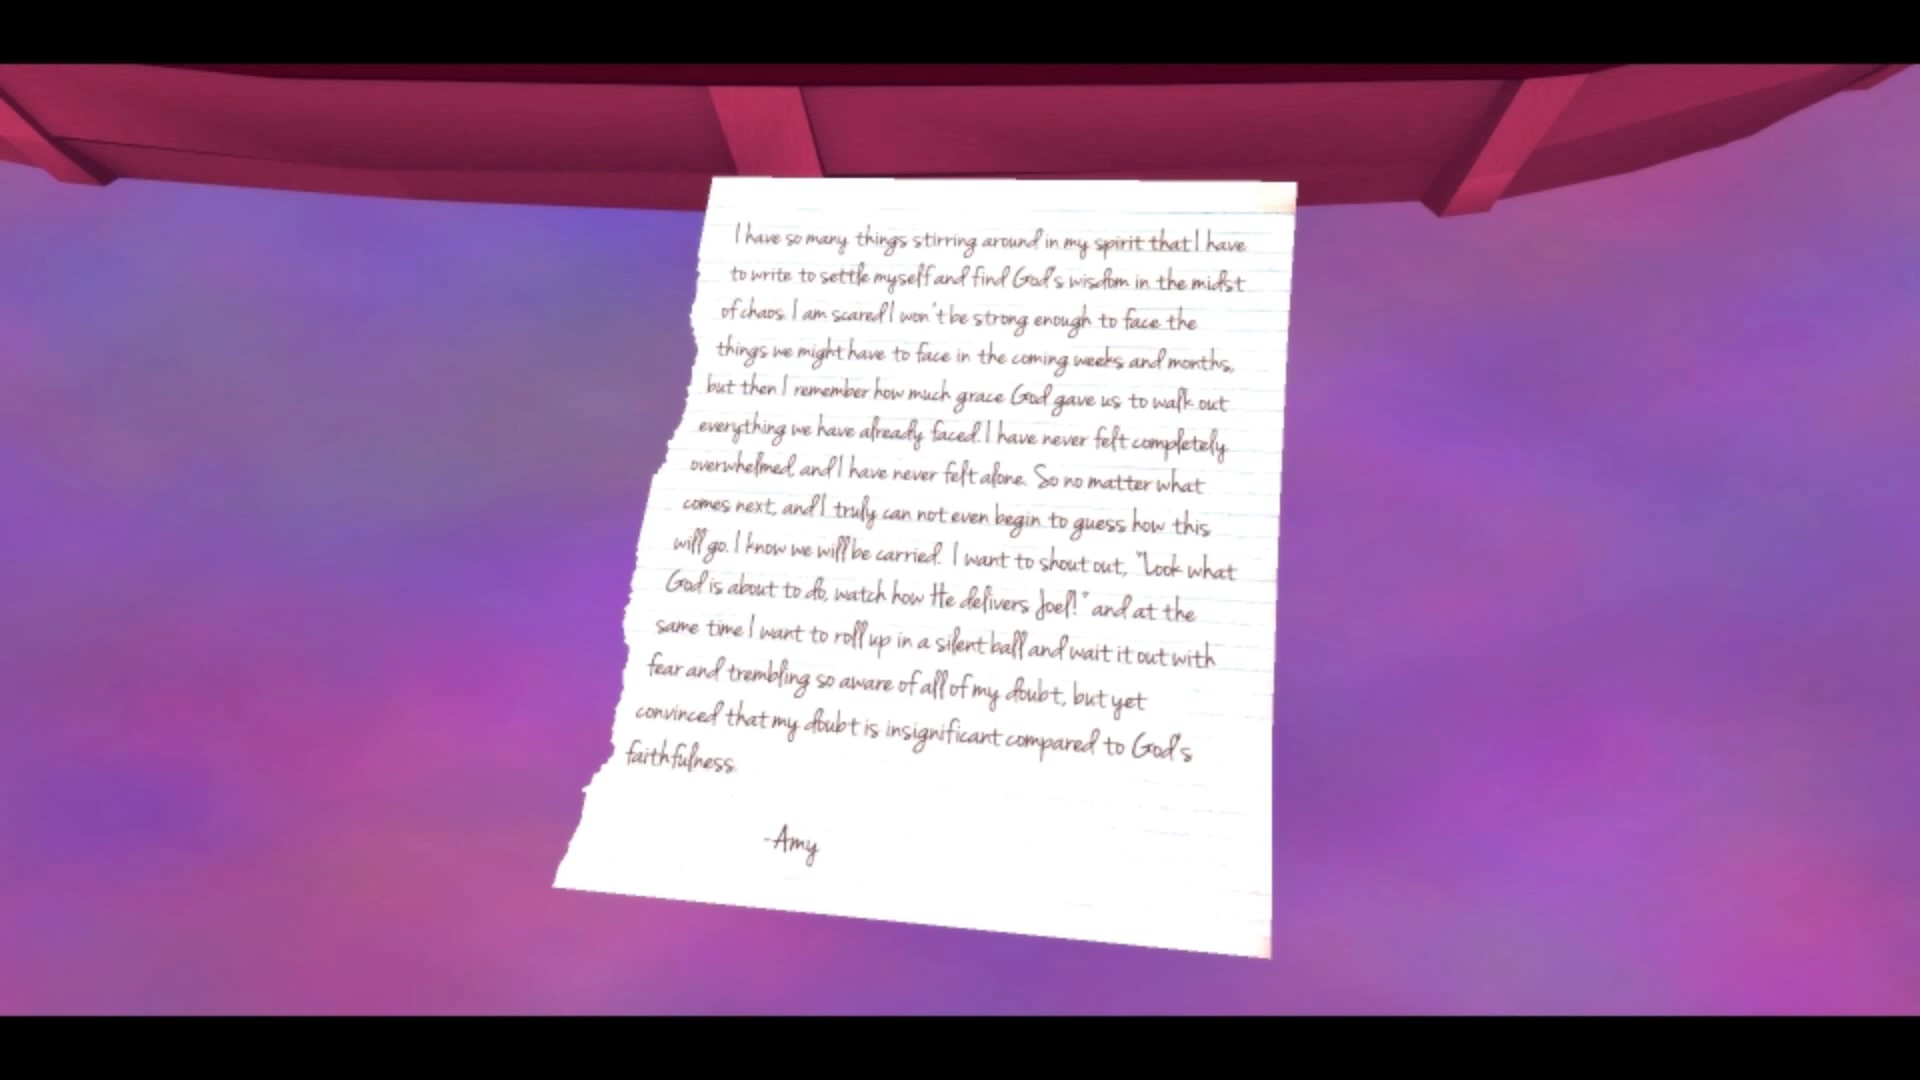 I have so many things stirring around in my spirit that I have
to write to settle myself and find God's wisdom in the midst
of chaos. I am scared I won't be strong enough to face the
things we might have to face in the coming weeks and months,
but then I remember how much grace God gave us to walk out
everything we have already faced. I have never felt completely
overwhelmed, and I have never felt alone. So no matter what
comes next, and I truly can not even begin to guess how this
will go. I know we will be carried. I want to shout out, "Look what
God is about to do, watch how He delivers Joel!" and at the
same time I want to roll up in a silent ball and wait it out with
fear and trembling so aware of all of my doubt, but yet
convinced that my doubt is insignificant compared to God's
faithfulness.
-Amy